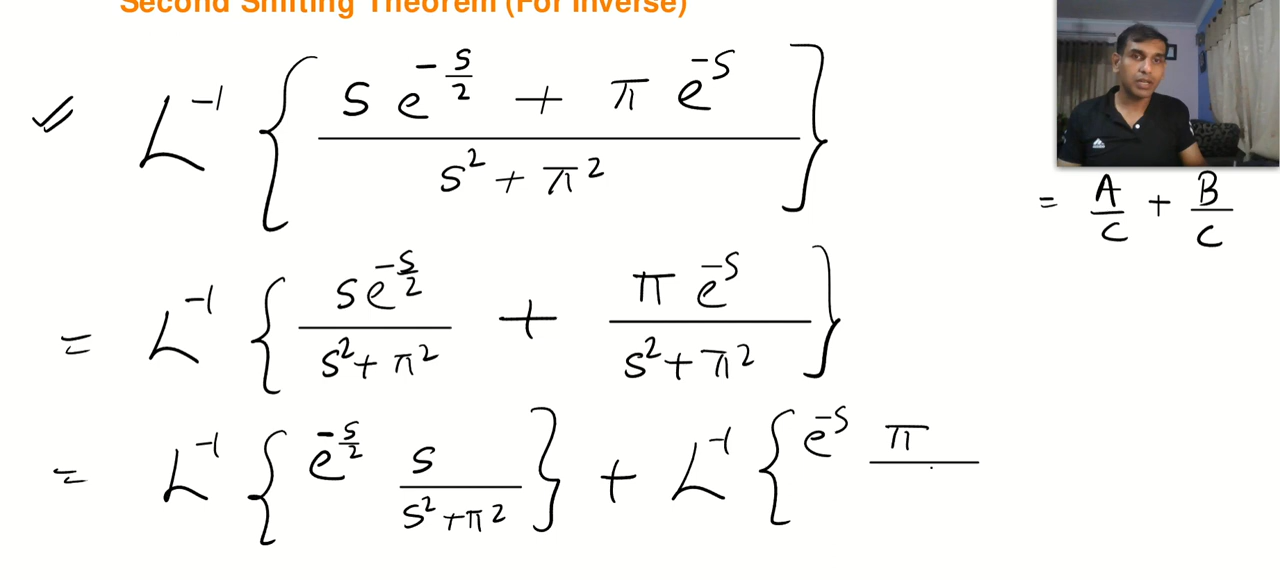 Second Shifting Theorem (For Inverse)
L^{-1} { (s e^{-s/2} + π e^{-s}) / (s² + π²) }
= A/C + B/C
= L^{-1} { s e^{-s/2} / (s² + π²) + π e^{-s} / (s² + π²) }
= L^{-1} { e^{-s/2} s / (s² + π²) } + L^{-1} { e^{-s} π /